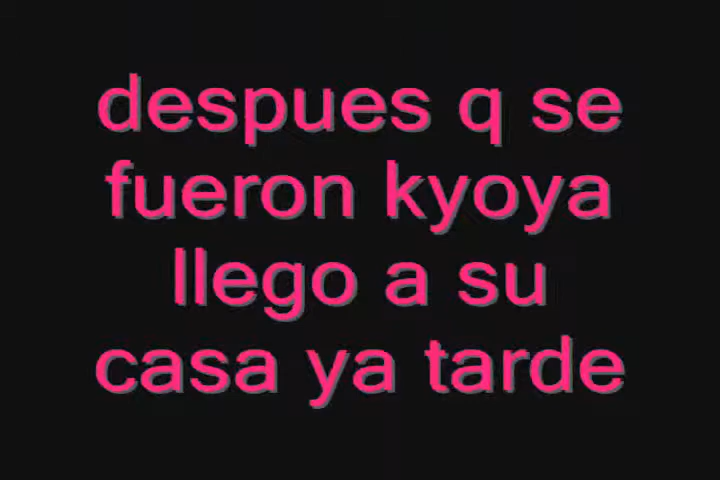 despues q se
fueron kyoya
llego a su
casa ya tarde